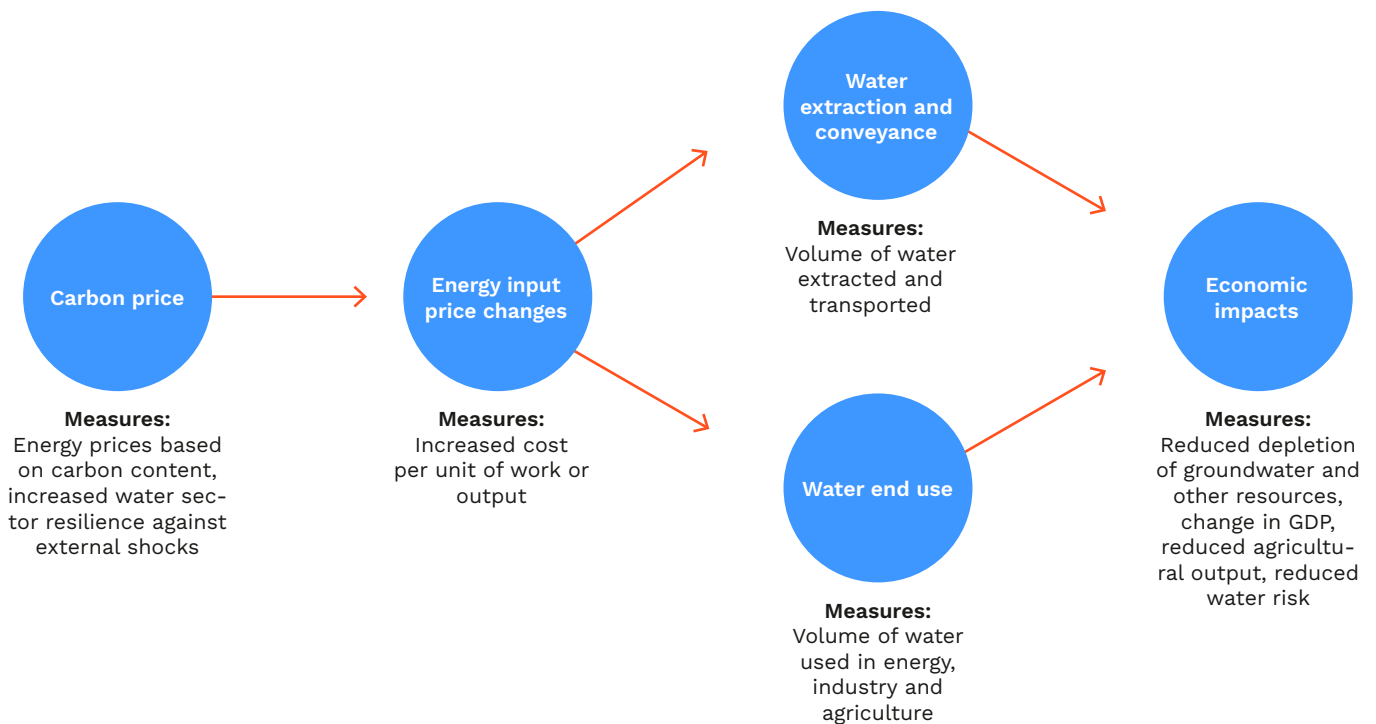 Carbon price
Measures:
Energy prices based
on carbon content,
increased water sec-
tor resilience against
external shocks
Energy input
price changes
Measures:
Increased cost
per unit of work or
output
Water
extraction and
conveyance
Measures:
Volume of water
extracted and
transported
Water end use
Measures:
Volume of water
used in energy,
industry and
agriculture
Economic
impacts
Measures:
Reduced depletion
of groundwater and
other resources,
change in GDP,
reduced agricultu-
ral output, reduced
water risk